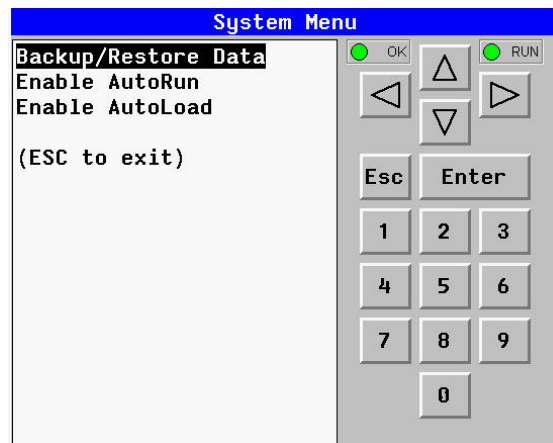 System Menu
Backup/Restore Data
Enable AutoRun
Enable AutoLoad
(ESC to exit)
OK
RUN
Esc
Enter
1 2 3
4 5 6
7 8 9
0